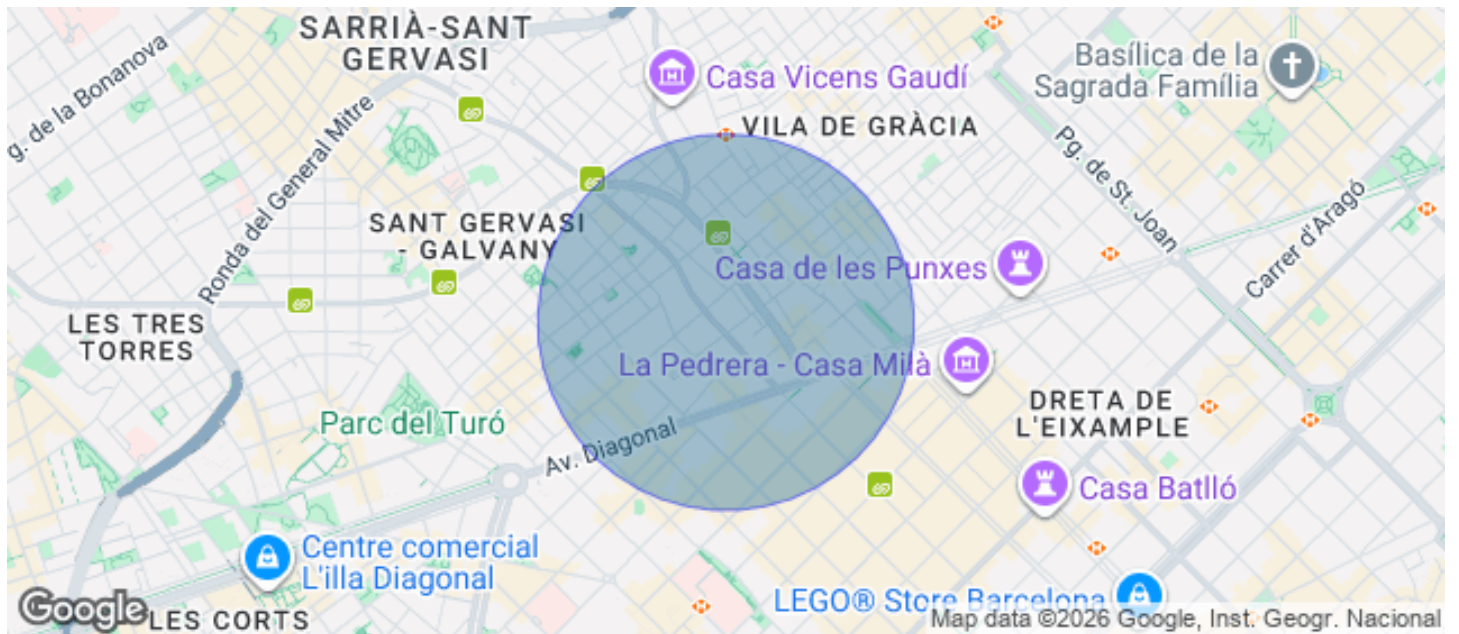 SARRIÀ-SANT
GERVASI
g. de la Bonanova
Casa Vicens Gaudí
Basílica de la
Sagrada Família
VILA DE GRÀCIA
Ronda del General Mitre
Pg. de St. Joan
SANT GERVASI
- GALVANY
Carrer d'Aragó
Casa de les Punxes
LES TRES
TORRES
La Pedrera - Casa Milà
DRETA DE
L'EIXAMPLE
Parc del Turó
Av. Diagonal
Casa Batlló
Centre comercial
L'illa Diagonal
LEGO® Store Barcelona
Google
LES CORTS
Map data ©2026 Google, Inst. Geogr. Nacional